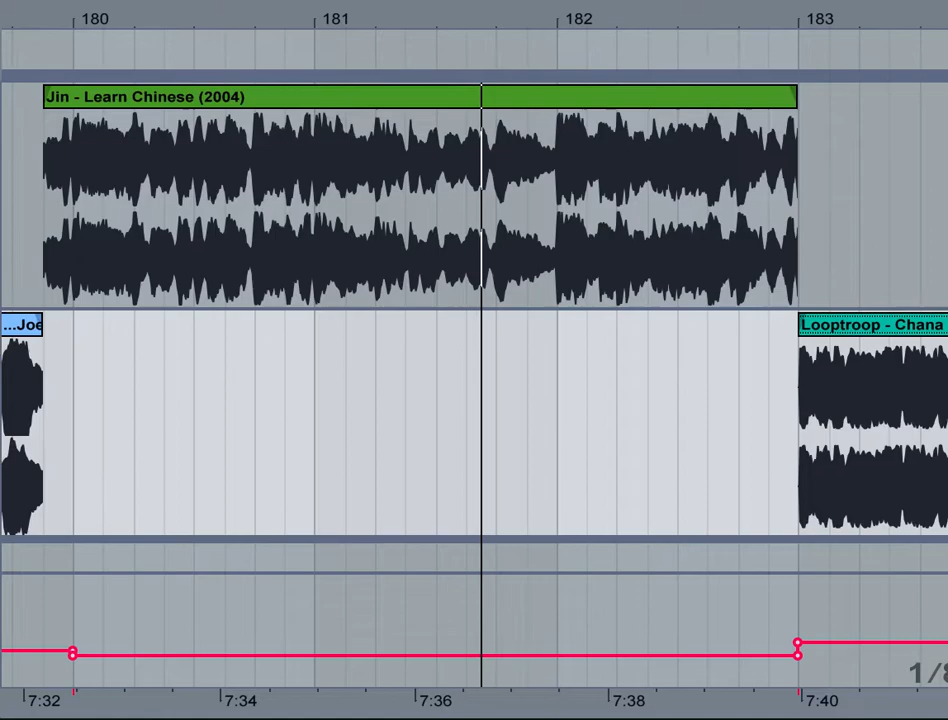 180 181 182 183
Jin - Learn Chinese (2004)
...Joe
Looptroop - Chana
1/8
7:32 7:34 7:36 7:38 7:40